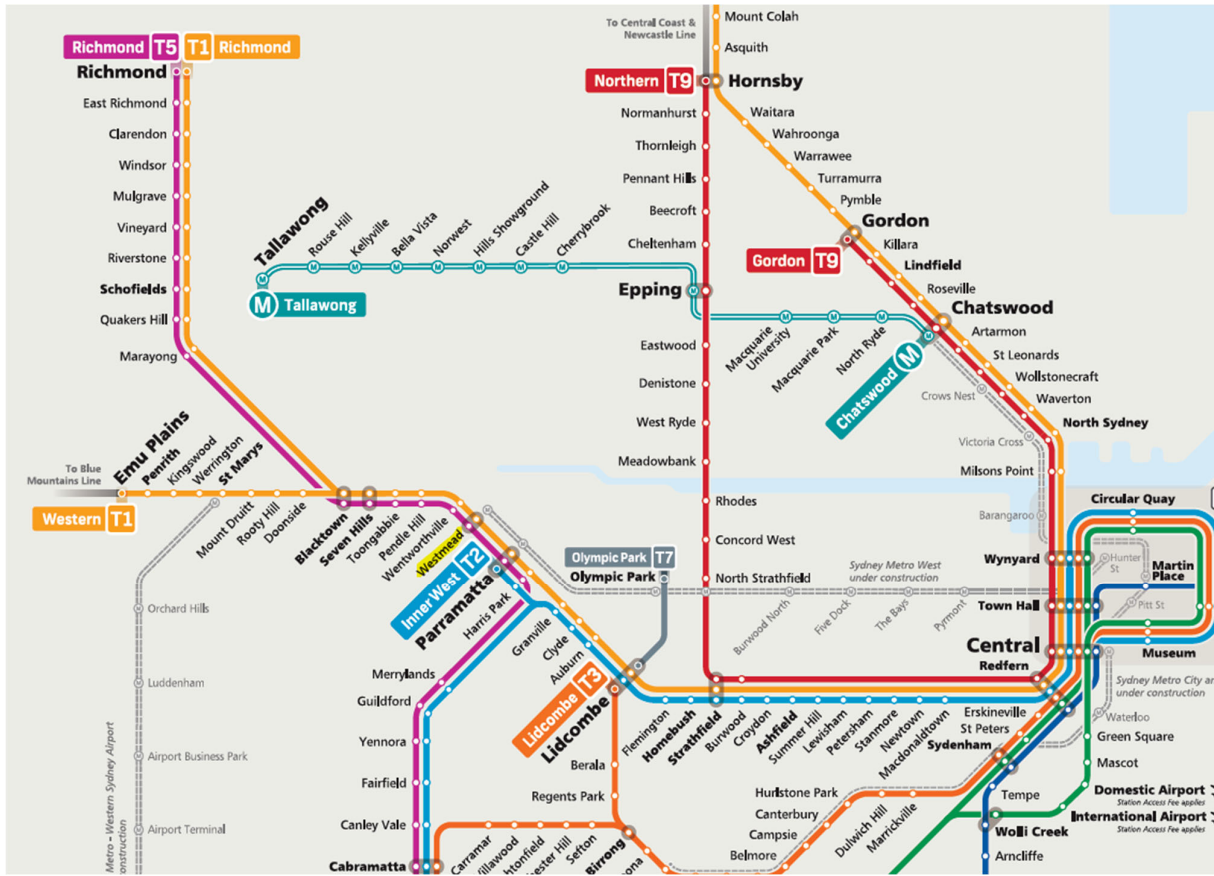 Richmond T5
T1 Richmond
Richmond
East Richmond
Clarendon
Windsor
Mulgrave
Vineyard
Riverstone
Schofields
Quakers Hill
Marayong
To Central Coast &
Newcastle Line
Mount Colah
Asquith
Northern T9
Hornsby
Normanhurst
Thornleigh
Pennant Hills
Beecroft
Cheltenham
Epping
Eastwood
Denistone
West Ryde
Meadowbank
Rhodes
Concord West
North Strathfield
Waitara
Wahroonga
Warrawee
Turramurra
Pymble
Gordon
Gordon T9
Killara
Lindfield
Roseville
Chatswood
Artarmon
St Leonards
Wollstonecraft
Waverton
North Sydney
Milsons Point
Tallawong
M Tallawong
Rouse Hill
Kellyville
Bella Vista
Norwest
Hills Showground
Castle Hill
Cherrybrook
Macquarie
University
Macquarie Park
North Ryde
Chatswood M
Crows Nest
Victoria Cross
Barangaroo
To Blue
Mountains Line
Western T1
Emu Plains
Penrith
Kingswood
Werrington
St Marys
Mount Druitt
Rooty Hill
Doonside
Blacktown
Seven Hills
Toongabbie
Pendle Hill
Wentworthville
Westmead
Inner West T2
Parramatta
Harris Park
Granville
Clyde
Auburn
Lidcombe T3
Lidcombe
Olympic Park T7
Olympic Park
Sydney Metro West
under construction
Burwood North
Five Dock
The Bays
Pyrmont
Circular Quay
Wynyard
Hunter
St
Martin
Place
Town Hall
Pitt St
Central
Museum
Redfern
Sydney Metro City an
under construction
Flemington
Homebush
Strathfield
Burwood
Croydon
Ashfield
Summer Hill
Lewisham
Petersham
Stanmore
Newtown
Macdonaldtown
Erskineville
St Peters
Sydenham
Waterloo
Green Square
Mascot
Domestic Airport
Station Access Fee applies
International Airport
Station Access Fee applies
Tempe
Wolli Creek
Arncliffe
Hurlstone Park
Canterbury
Campsie
Belmore
Dulwich Hill
Marrickville
Merrylands
Guildford
Yennora
Fairfield
Canley Vale
Cabramatta
Carramar
illawood
htonfield
hester Hill
Sefton
Birrong
ona
Berala
Regents Park
Orchard Hills
Luddenham
Airport Business Park
Airport Terminal
Metro – Western Sydney Airport
onstruction